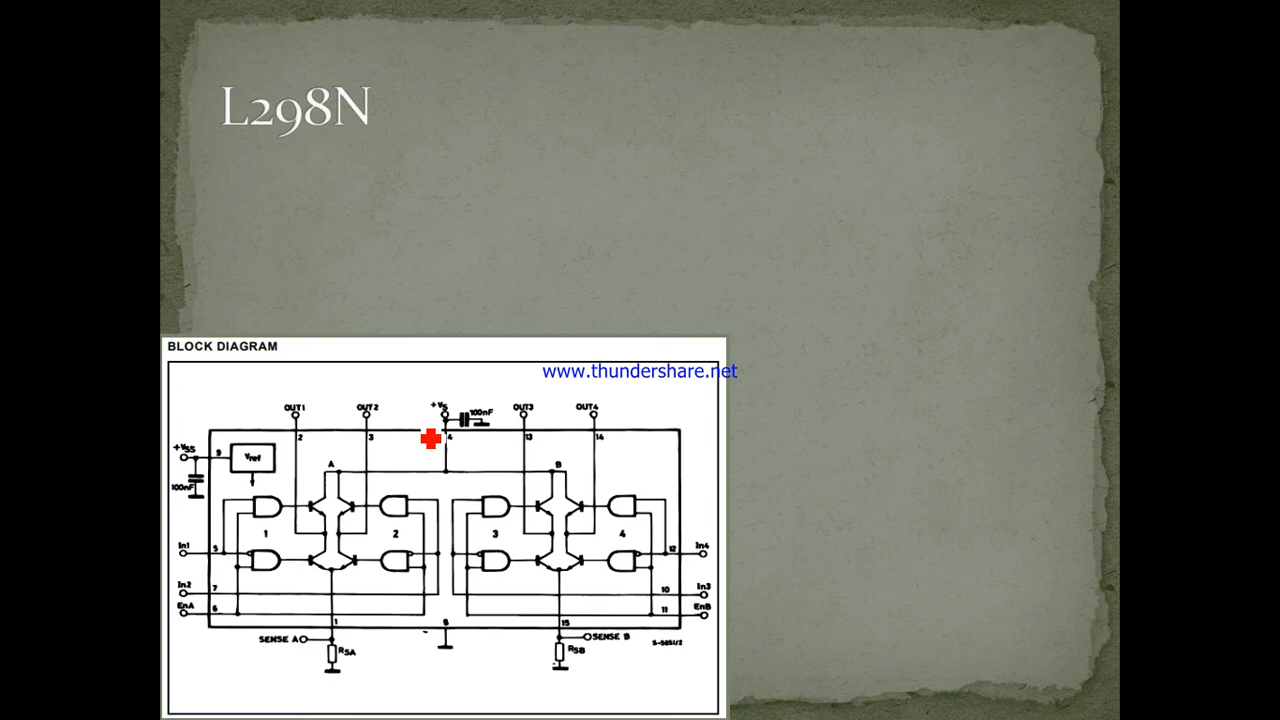 L298N
BLOCK DIAGRAM
www.thundershare.net
OUT1 OUT2 +VS 100nF OUT3 OUT4
2 3 4 13 14
+VSS 9 Vref A B
100nF
1 2 3 4
In1 5 12 In4
In2 7 10 In3
EnA 6 11 EnB
1 8 15
SENSE A SENSE B S-5851/2
RSA RSB